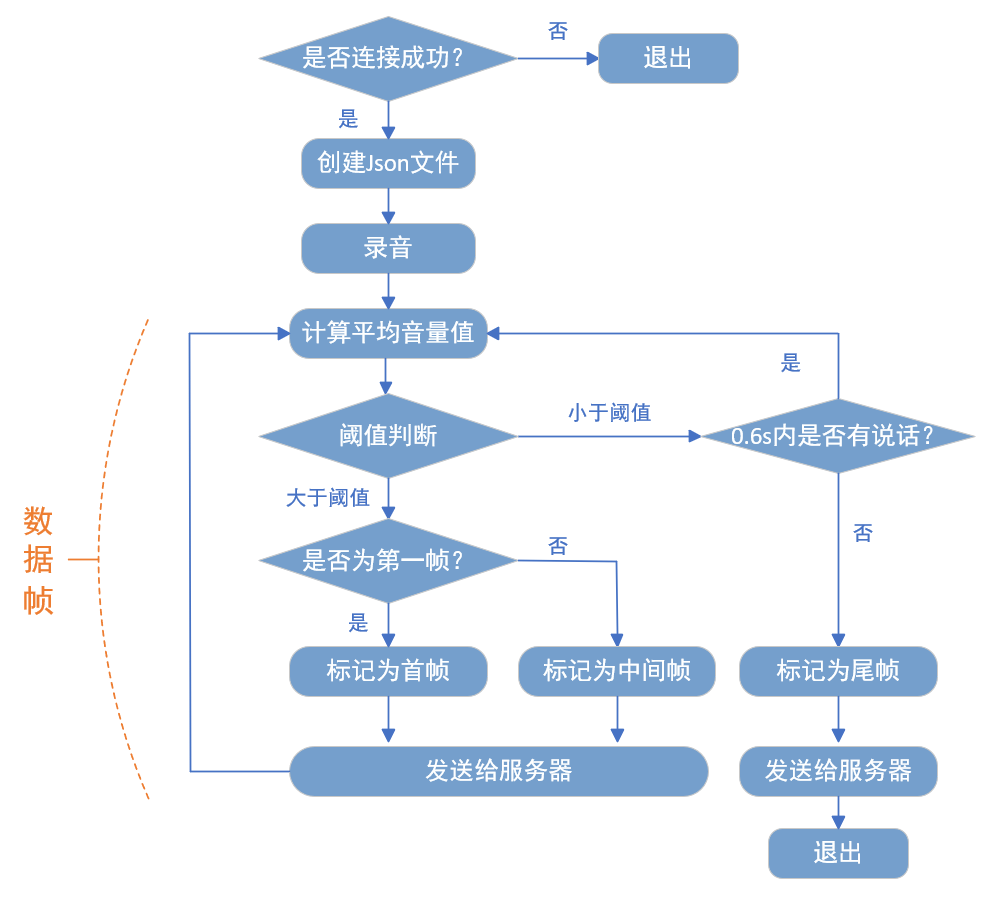 是否连接成功？
否
退出
是
创建Json文件
录音
计算平均音量值
是
阈值判断
小于阈值
0.6s内是否有说话？
大于阈值
数
据
帧
是否为第一帧？
否
否
是
标记为首帧
标记为中间帧
标记为尾帧
发送给服务器
发送给服务器
退出